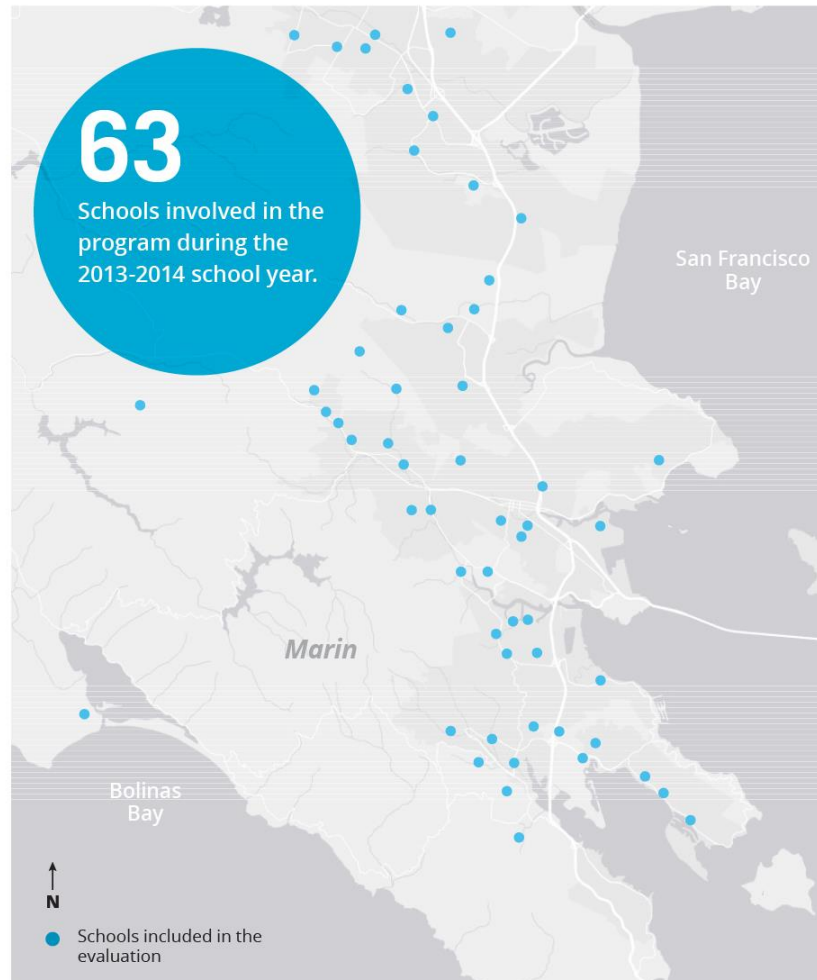 63
Schools involved in the
program during the
2013-2014 school year.
San Francisco
Bay
Marin
Bolinas
Bay
N
Schools included in the
evaluation